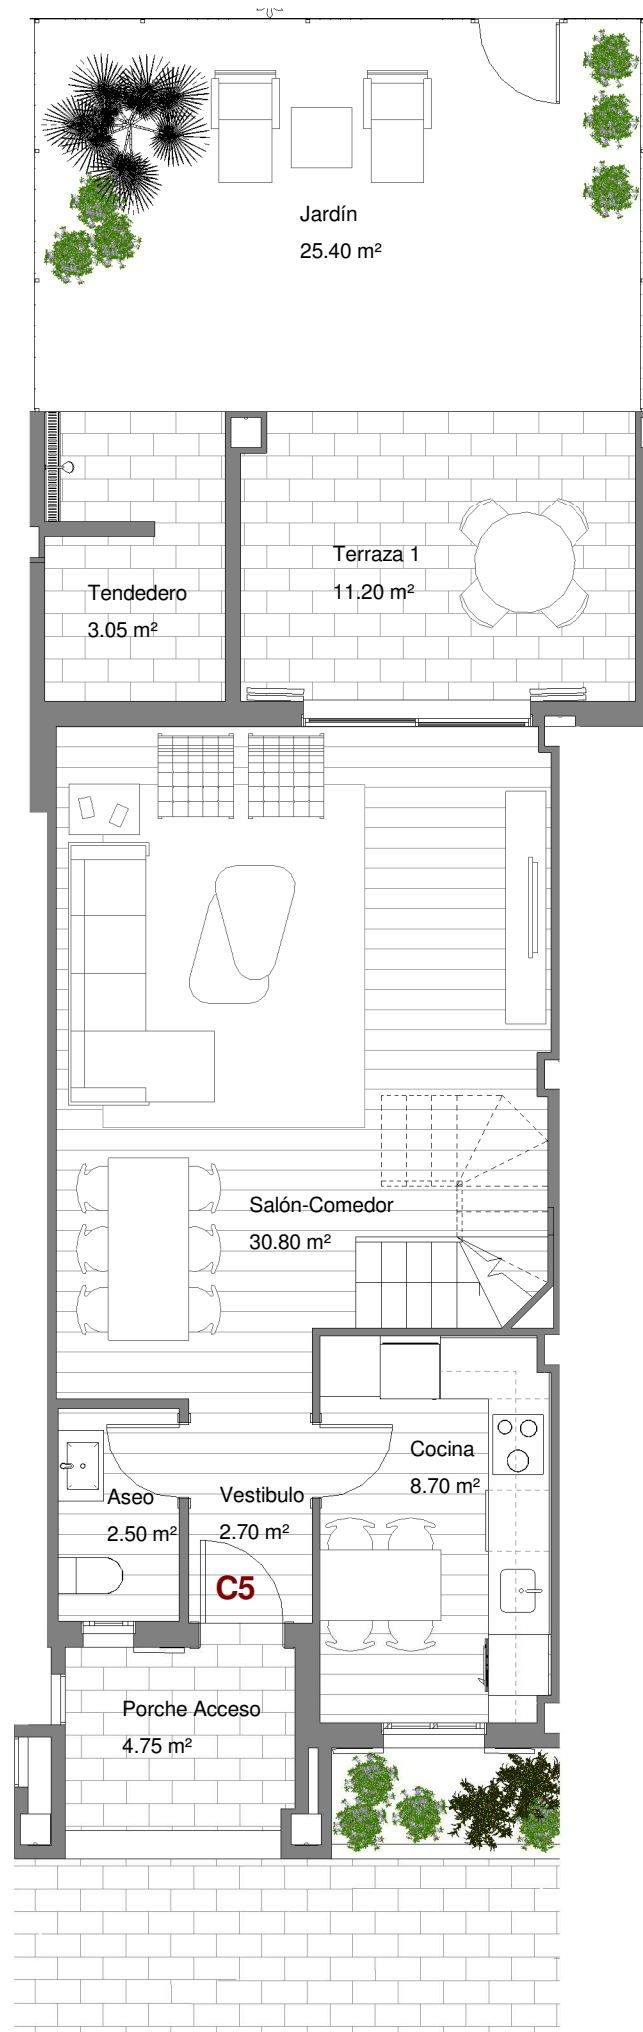 Jardín
25.40 m²
Terraza 1
11.20 m²
Tendedero
3.05 m²
Salón-Comedor
30.80 m²
Cocina
8.70 m²
Aseo
2.50 m²
Vestibulo
2.70 m²
C5
Porche Acceso
4.75 m²